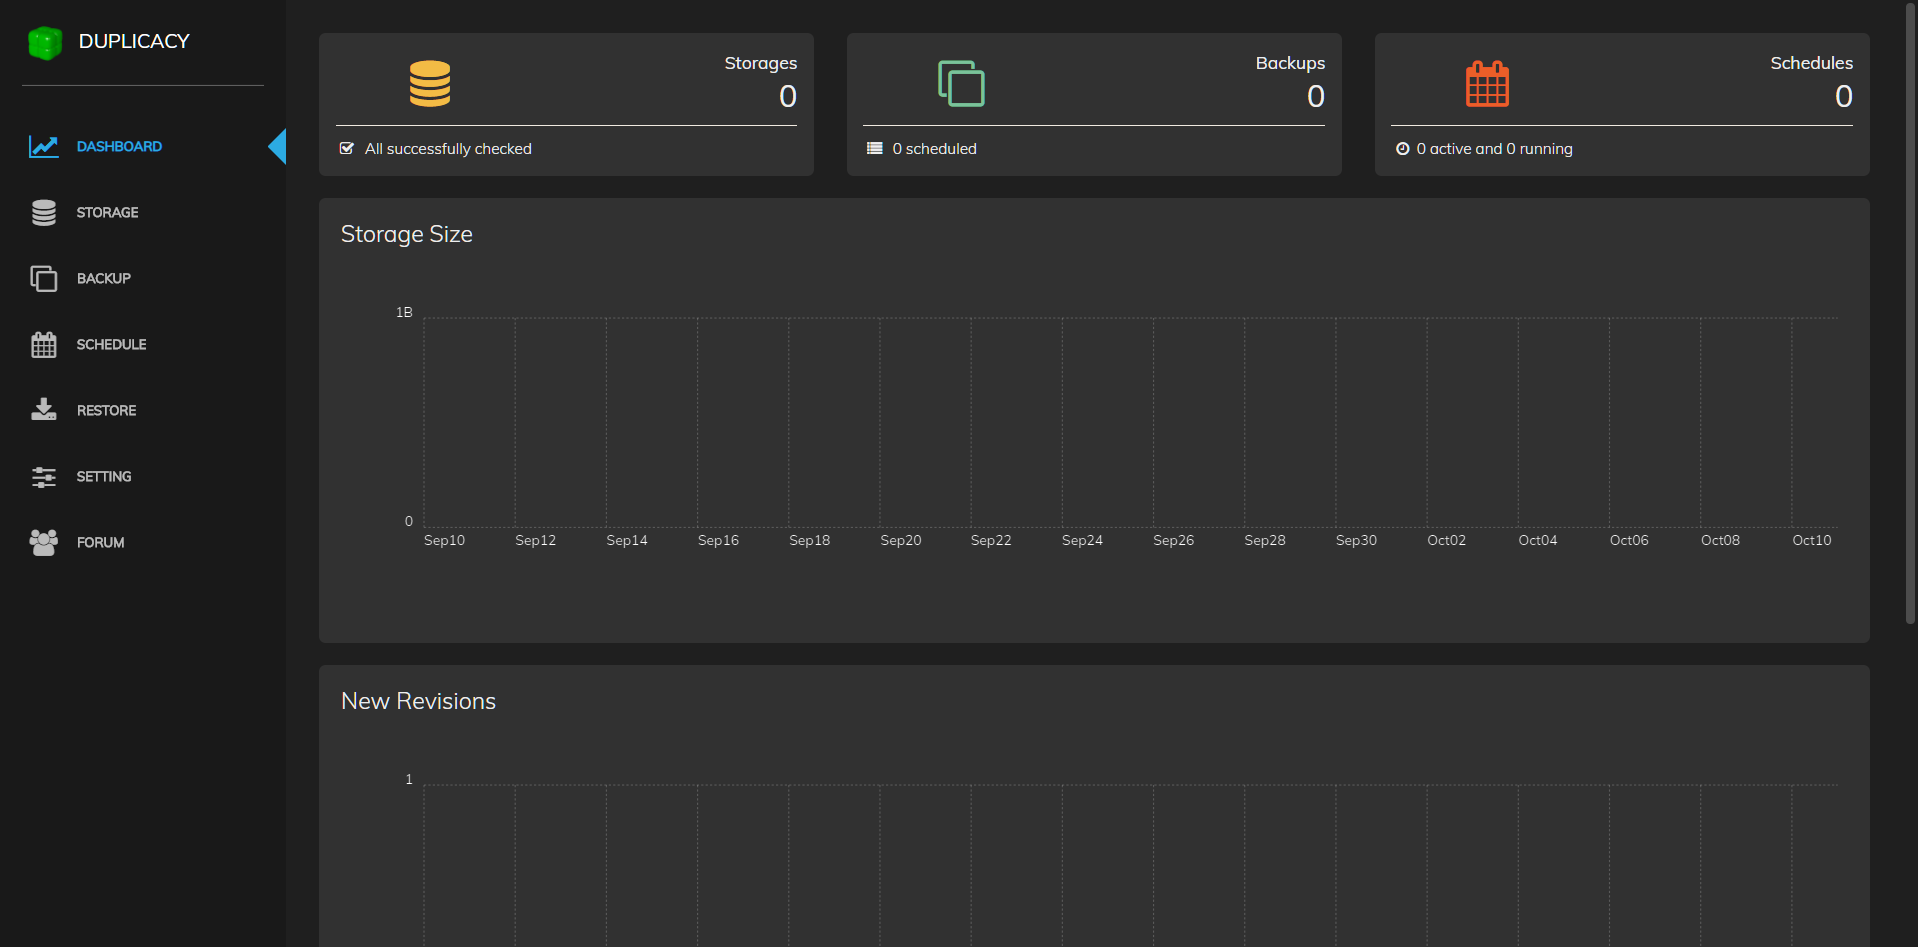 DUPLICACY
DASHBOARD
STORAGE
BACKUP
SCHEDULE
RESTORE
SETTING
FORUM
Storages
0
All successfully checked
Backups
0
0 scheduled
Schedules
0
0 active and 0 running
Storage Size
1B
0
Sep10 Sep12 Sep14 Sep16 Sep18 Sep20 Sep22 Sep24 Sep26 Sep28 Sep30 Oct02 Oct04 Oct06 Oct08 Oct10
New Revisions
1